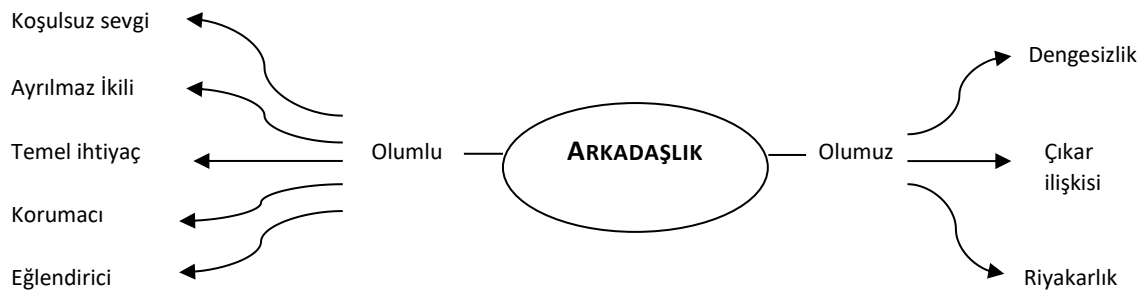 Koşulsuz sevgi
Ayrılmaz İkili
Temel ihtiyaç
Korumacı
Eğlendirici
Olumlu
ARKADAŞLIK
Olumuz
Dengesizlik
Çıkar
ilişkisi
Riyakarlık